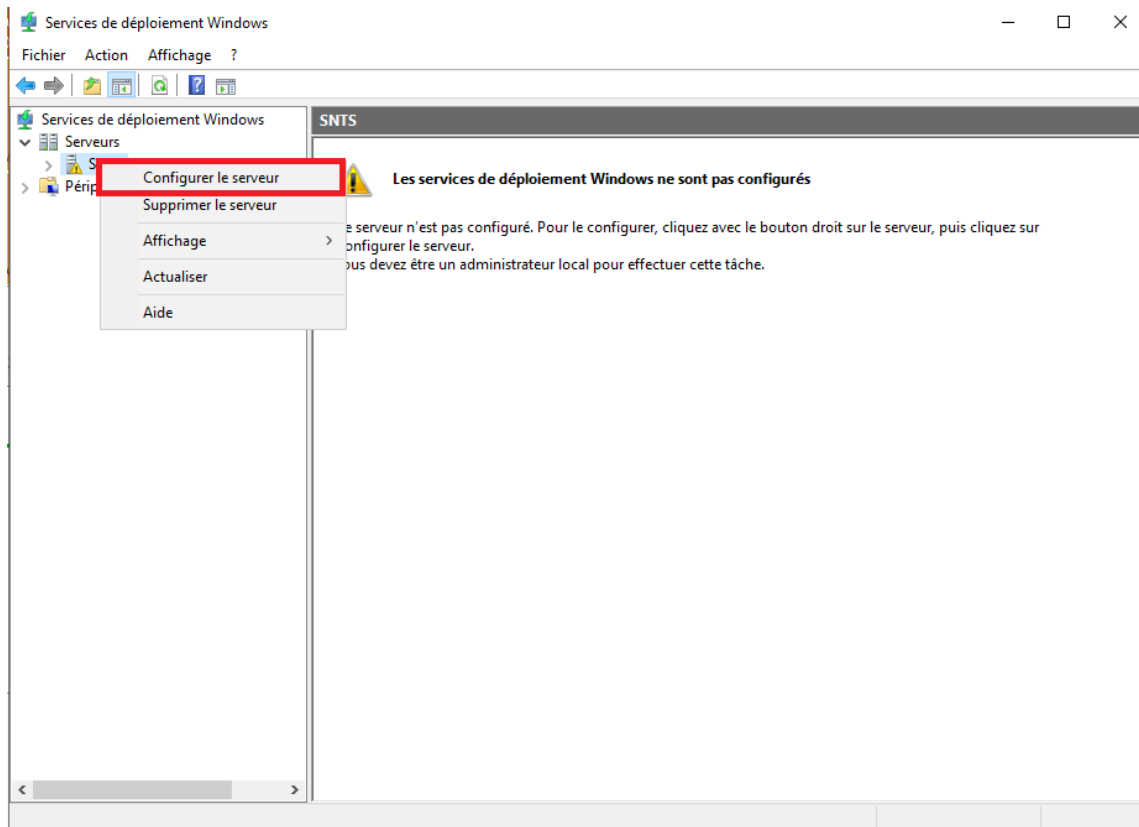 Services de déploiement Windows
Fichier Action Affichage ?
Services de déploiement Windows
Serveurs
S
Périp
Configurer le serveur
Supprimer le serveur
Affichage
Actualiser
Aide
SNTS
Les services de déploiement Windows ne sont pas configurés
e serveur n'est pas configuré. Pour le configurer, cliquez avec le bouton droit sur le serveur, puis cliquez sur
onfigurer le serveur.
ous devez être un administrateur local pour effectuer cette tâche.